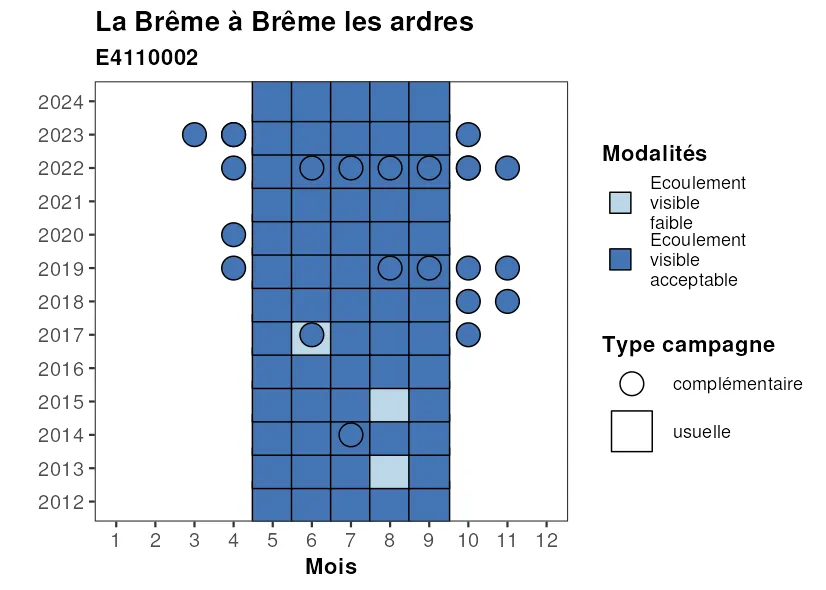 La Brême à Brême les ardres
E4110002
2024
2023
2022
2021
2020
2019
2018
2017
2016
2015
2014
2013
2012
1 2 3 4 5 6 7 8 9 10 11 12
Mois
Modalités
Ecoulement
visible
faible
Ecoulement
visible
acceptable
Type campagne
complémentaire
usuelle